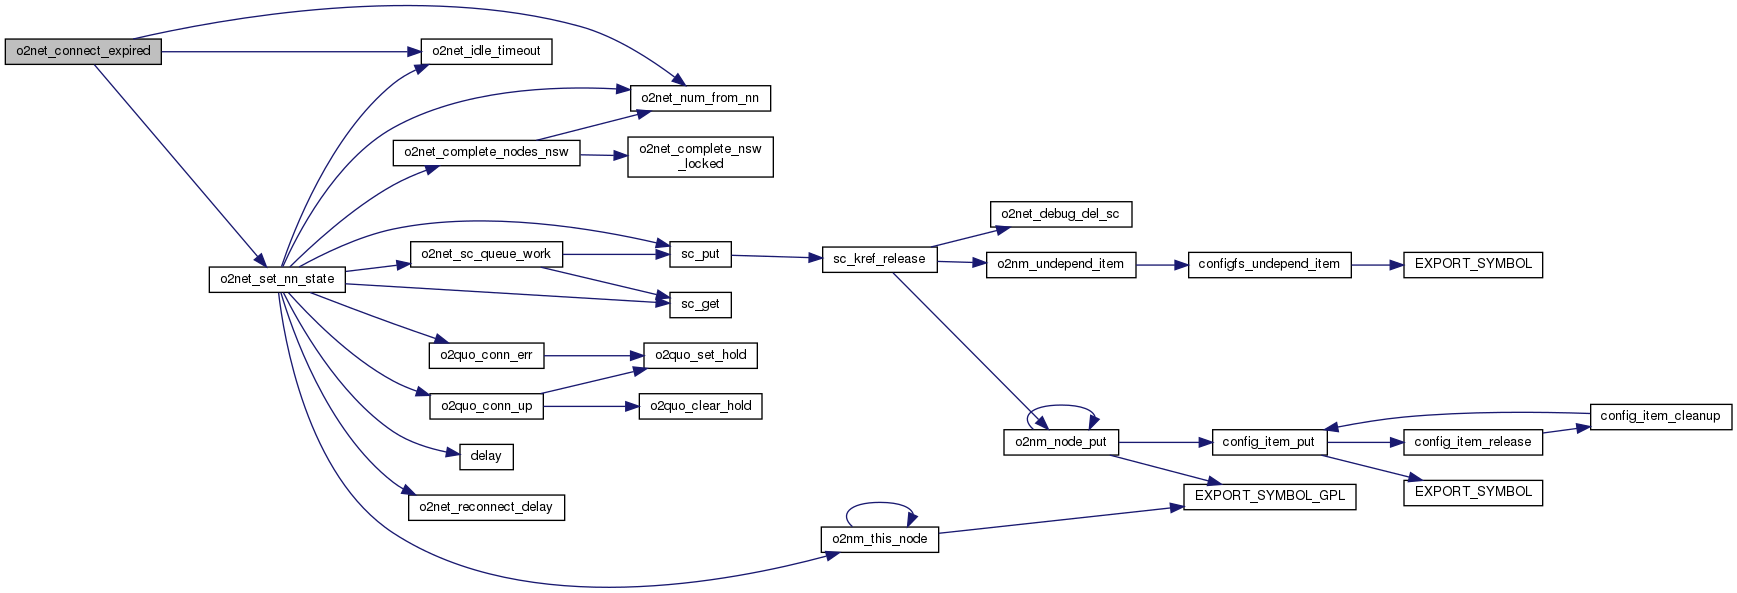 o2net_connect_expired
o2net_idle_timeout
o2net_num_from_nn
o2net_complete_nodes_nsw
o2net_complete_nsw
_locked
o2net_debug_del_sc
o2net_sc_queue_work
sc_put
sc_kref_release
o2nm_undepend_item
configfs_undepend_item
EXPORT_SYMBOL
o2net_set_nn_state
sc_get
o2quo_conn_err
o2quo_set_hold
o2quo_conn_up
o2quo_clear_hold
config_item_cleanup
o2nm_node_put
config_item_put
config_item_release
delay
EXPORT_SYMBOL_GPL
EXPORT_SYMBOL
o2net_reconnect_delay
o2nm_this_node